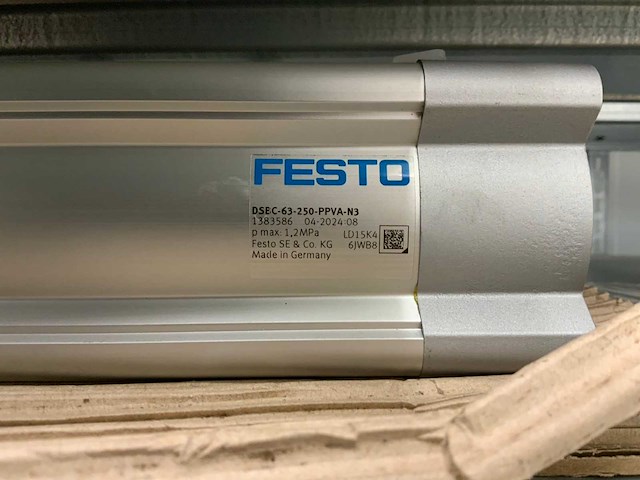 FESTO
DSBC-63-250-PPVA-N3
1383586 04-2024-08
p max: 1,2MPa LD15K4
Festo SE & Co. KG 6JWB8
Made in Germany